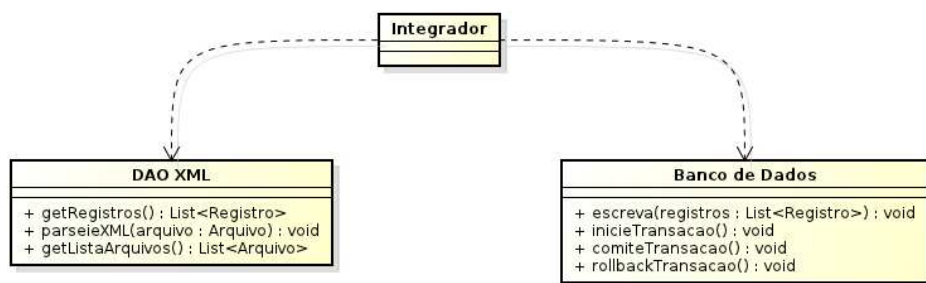 Integrador
DAO XML
+ getRegistros() : List<Registro>
+ parseieXML(arquivo : Arquivo) : void
+ getListaArquivos() : List<Arquivo>
Banco de Dados
+ escreva(registros : List<Registro>) : void
+ inicieTransacao() : void
+ comiteTransacao() : void
+ rollbackTransacao() : void